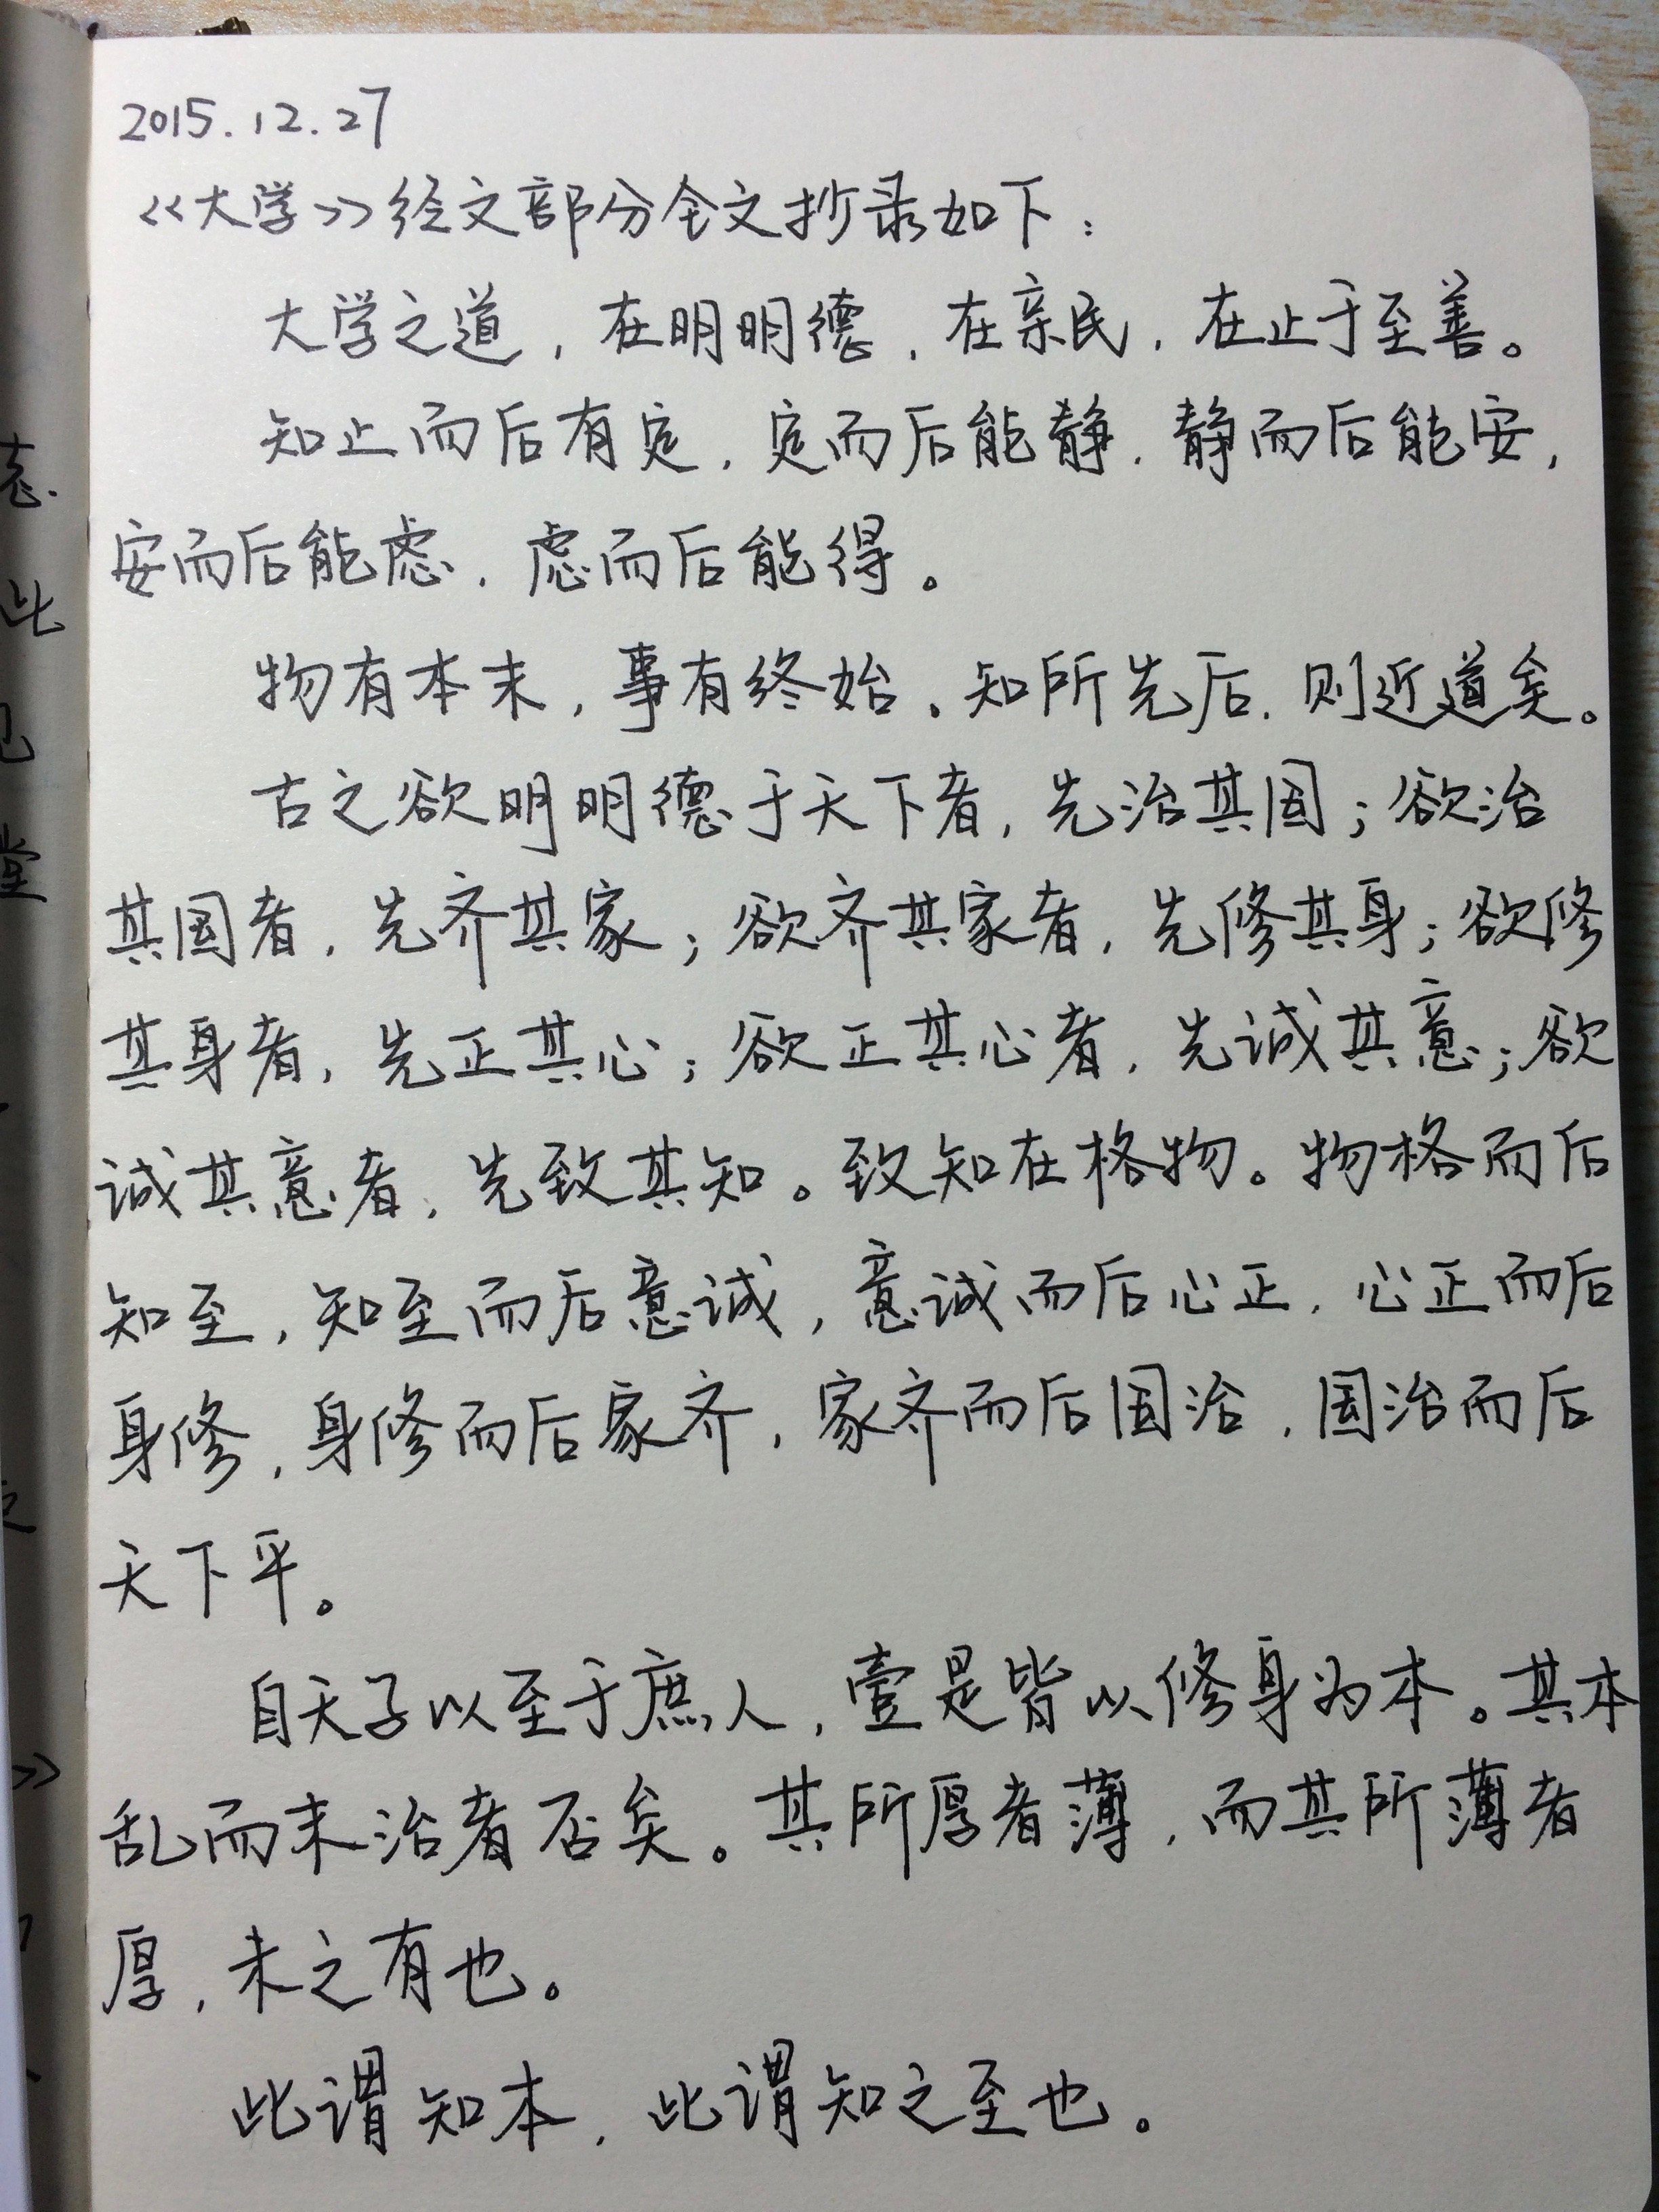 2015.12.27
《大学》经文部分全文抄录如下：
大学之道，在明明德，在亲民，在止于至善。
知止而后有定，定而后能静，静而后能安，
安而后能虑，虑而后能得。
物有本末，事有终始。知所先后，则近道矣。
古之欲明明德于天下者，先治其国；欲治
其国者，先齐其家；欲齐其家者，先修其身；欲修
其身者，先正其心；欲正其心者，先诚其意；欲
诚其意者，先致其知。致知在格物。物格而后
知至，知至而后意诚，意诚而后心正，心正而后
身修，身修而后家齐，家齐而后国治，国治而后
天下平。
自天子以至于庶人，壹是皆以修身为本。其本
乱而末治者否矣。其所厚者薄，而其所薄者
厚，未之有也。
此谓知本，此谓知之至也。